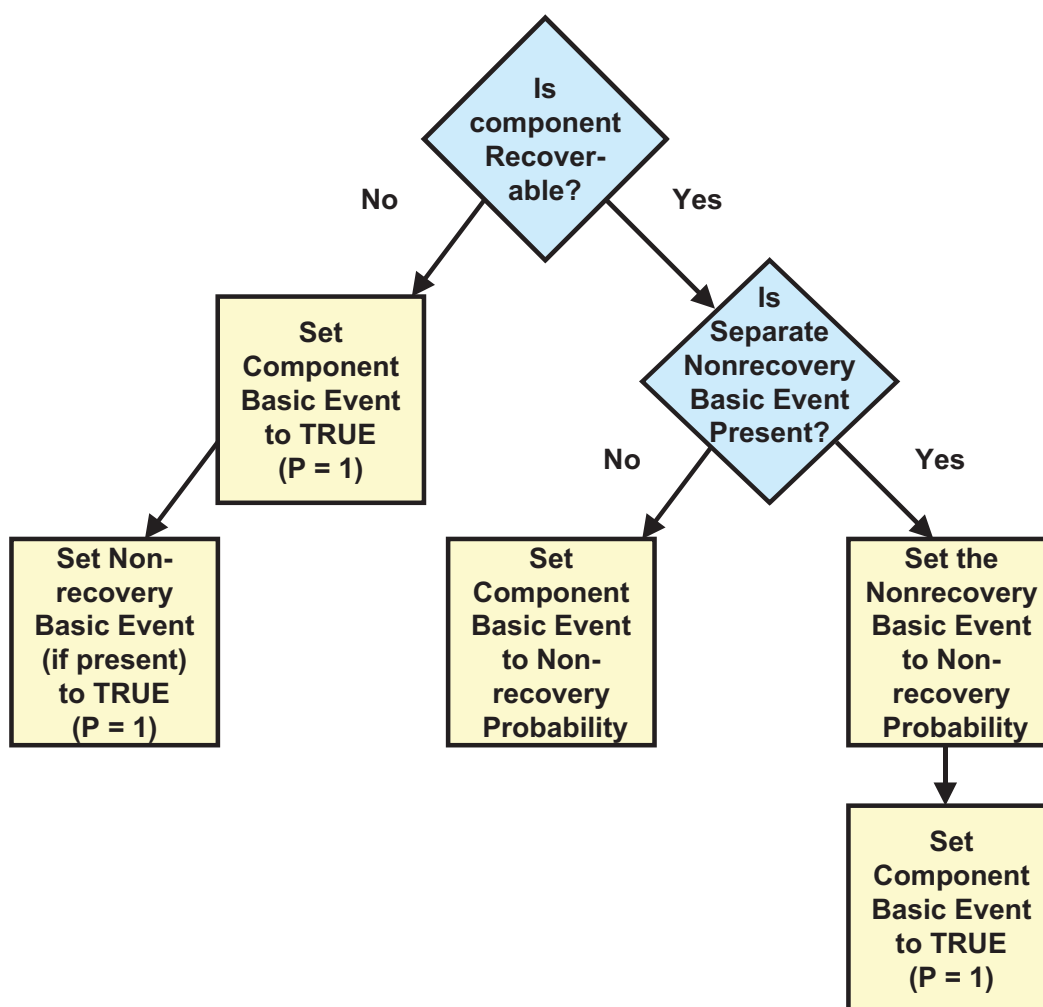 Is
component
Recover-
able?
No
Yes
Set
Component
Basic Event
to TRUE
(P = 1)
Is
Separate
Nonrecovery
Basic Event
Present?
No
Yes
Set Non-
recovery
Basic Event
(if present)
to TRUE
(P = 1)
Set
Component
Basic Event
to Non-
recovery
Probability
Set the
Nonrecovery
Basic Event
to Non-
recovery
Probability
Set
Component
Basic Event
to TRUE
(P = 1)